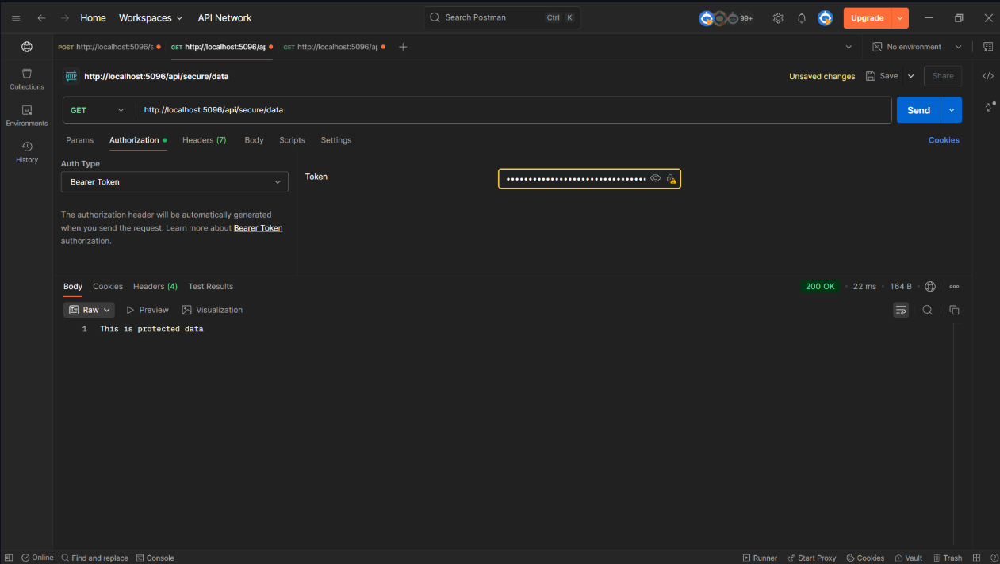 Home Workspaces API Network Search Postman Ctrl K 99+ Upgrade
POST http://localhost:5096/a GET http://localhost:5096/ap GET http://localhost:5096/ap No environment
HTTP http://localhost:5096/api/secure/data Unsaved changes Save Share
Collections
GET http://localhost:5096/api/secure/data Send
Environments
Params Authorization Headers (7) Body Scripts Settings Cookies
History
Auth Type
Bearer Token
Token
The authorization header will be automatically generated
when you send the request. Learn more about Bearer Token
authorization.
Body Cookies Headers (4) Test Results 200 OK • 22 ms • 164 B
Raw Preview Visualization
1 This is protected data
Online Find and replace Console Runner Start Proxy Cookies Vault Trash